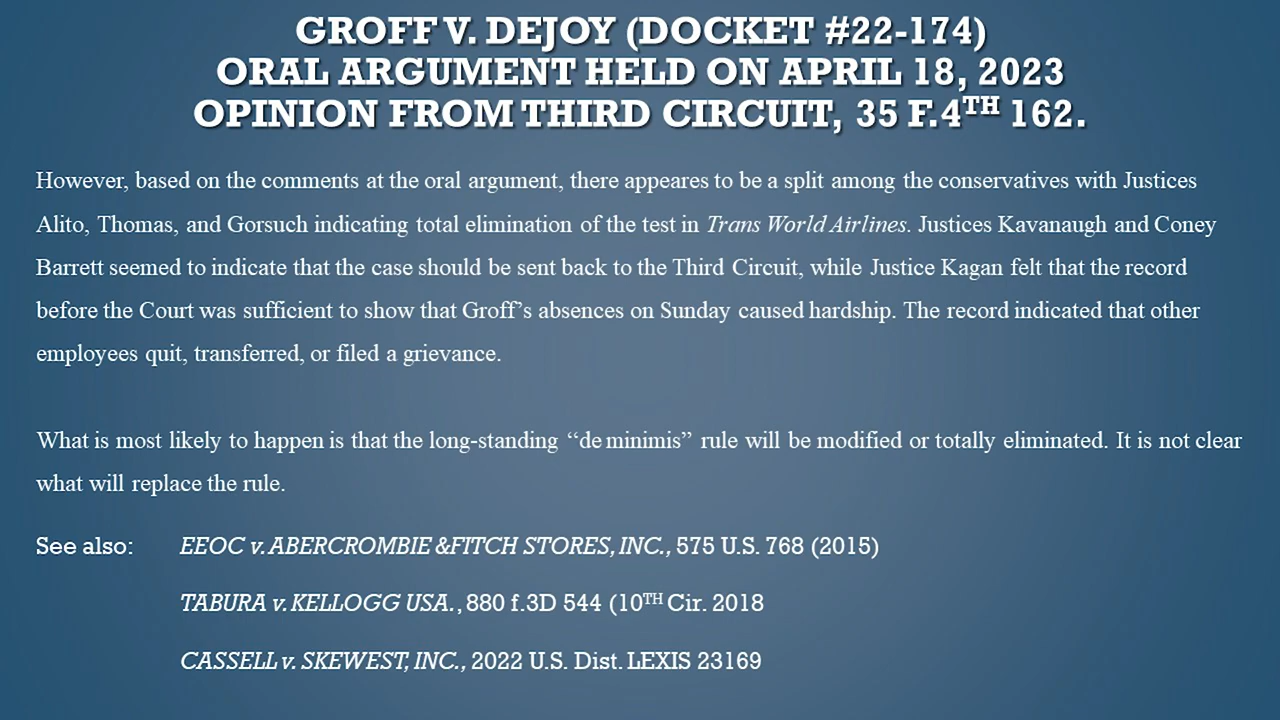 GROFF V. DEJOY (DOCKET #22-174)
ORAL ARGUMENT HELD ON APRIL 18, 2023
OPINION FROM THIRD CIRCUIT, 35 F.4TH 162.
However, based on the comments at the oral argument, there appeares to be a split among the conservatives with Justices
Alito, Thomas, and Gorsuch indicating total elimination of the test in Trans World Airlines. Justices Kavanaugh and Coney
Barrett seemed to indicate that the case should be sent back to the Third Circuit, while Justice Kagan felt that the record
before the Court was sufficient to show that Groff’s absences on Sunday caused hardship. The record indicated that other
employees quit, transferred, or filed a grievance.
What is most likely to happen is that the long-standing “de minimis” rule will be modified or totally eliminated. It is not clear
what will replace the rule.
See also: EEOC v. ABERCROMBIE &FITCH STORES, INC., 575 U.S. 768 (2015)
TABURA v. KELLOGG USA., 880 f.3D 544 (10TH Cir. 2018
CASSELL v. SKEWEST, INC., 2022 U.S. Dist. LEXIS 23169